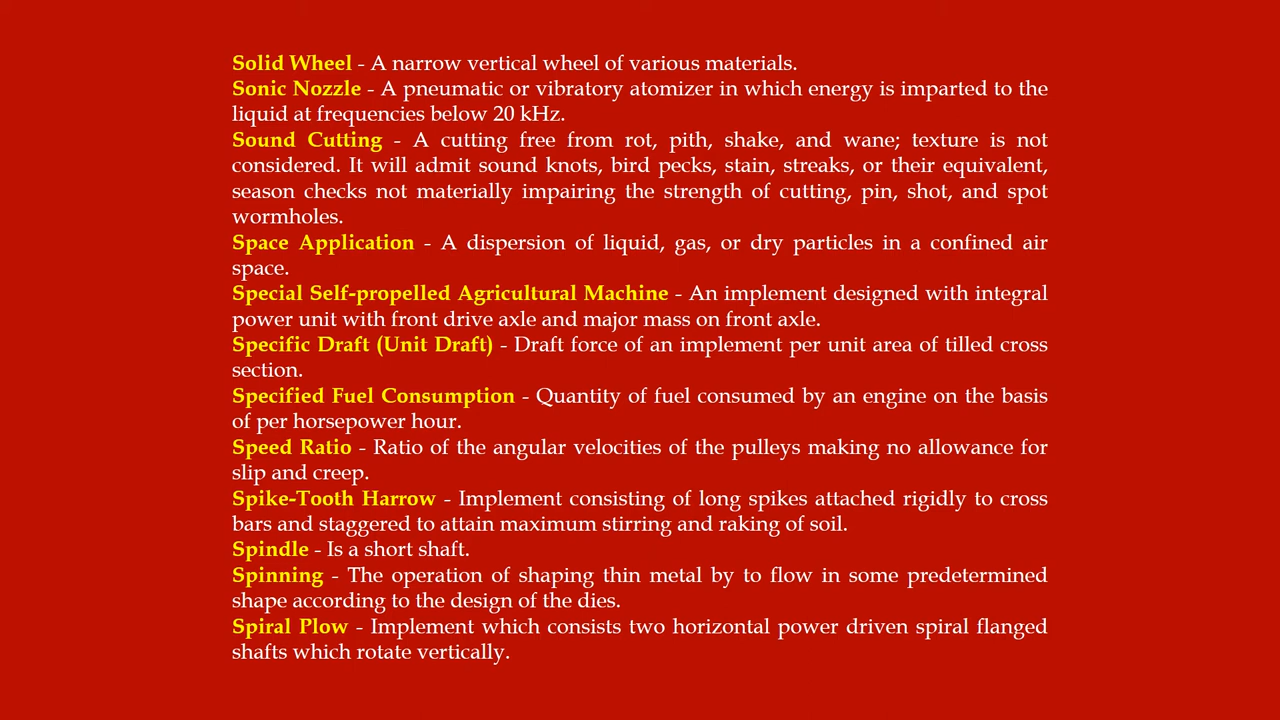 Solid Wheel - A narrow vertical wheel of various materials.
Sonic Nozzle - A pneumatic or vibratory atomizer in which energy is imparted to the
liquid at frequencies below 20 kHz.
Sound Cutting - A cutting free from rot, pith, shake, and wane; texture is not
considered. It will admit sound knots, bird pecks, stain, streaks, or their equivalent,
season checks not materially impairing the strength of cutting, pin, shot, and spot
wormholes.
Space Application - A dispersion of liquid, gas, or dry particles in a confined air
space.
Special Self-propelled Agricultural Machine - An implement designed with integral
power unit with front drive axle and major mass on front axle.
Specific Draft (Unit Draft) - Draft force of an implement per unit area of tilled cross
section.
Specified Fuel Consumption - Quantity of fuel consumed by an engine on the basis
of per horsepower hour.
Speed Ratio - Ratio of the angular velocities of the pulleys making no allowance for
slip and creep.
Spike-Tooth Harrow - Implement consisting of long spikes attached rigidly to cross
bars and staggered to attain maximum stirring and raking of soil.
Spindle - Is a short shaft.
Spinning - The operation of shaping thin metal by to flow in some predetermined
shape according to the design of the dies.
Spiral Plow - Implement which consists two horizontal power driven spiral flanged
shafts which rotate vertically.